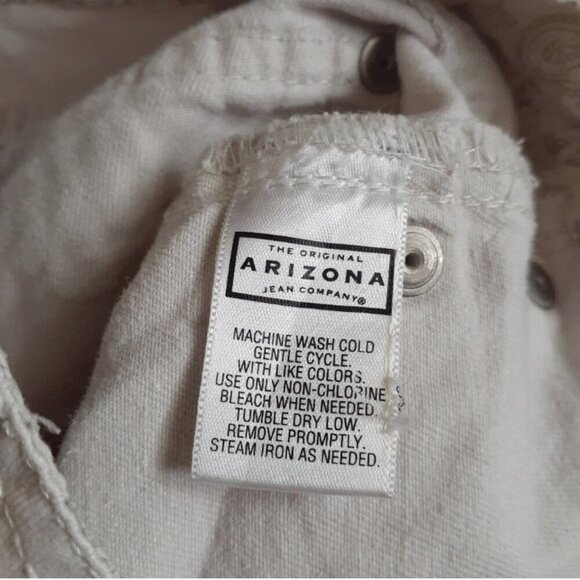 THE ORIGINAL
ARIZONA
JEAN COMPANY®
MACHINE WASH COLD
GENTLE CYCLE.
WITH LIKE COLORS.
USE ONLY NON-CHLORINE
BLEACH WHEN NEEDED.
TUMBLE DRY LOW.
REMOVE PROMPTLY.
STEAM IRON AS NEEDED.